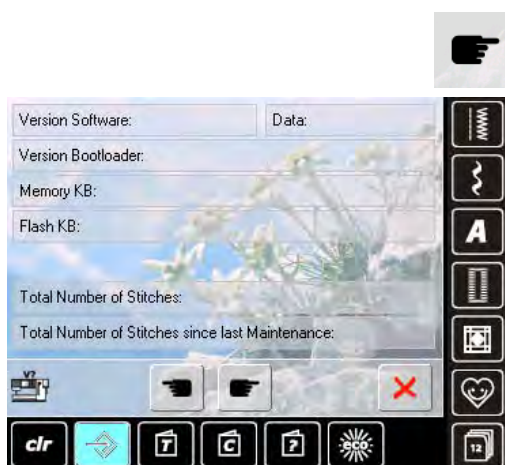 Version Software: Data:
Version Bootloader:
Memory KB:
Flash KB:
Total Number of Stitches:
Total Number of Stitches since last Maintenance:
V?
clr T C ? eco
A
12